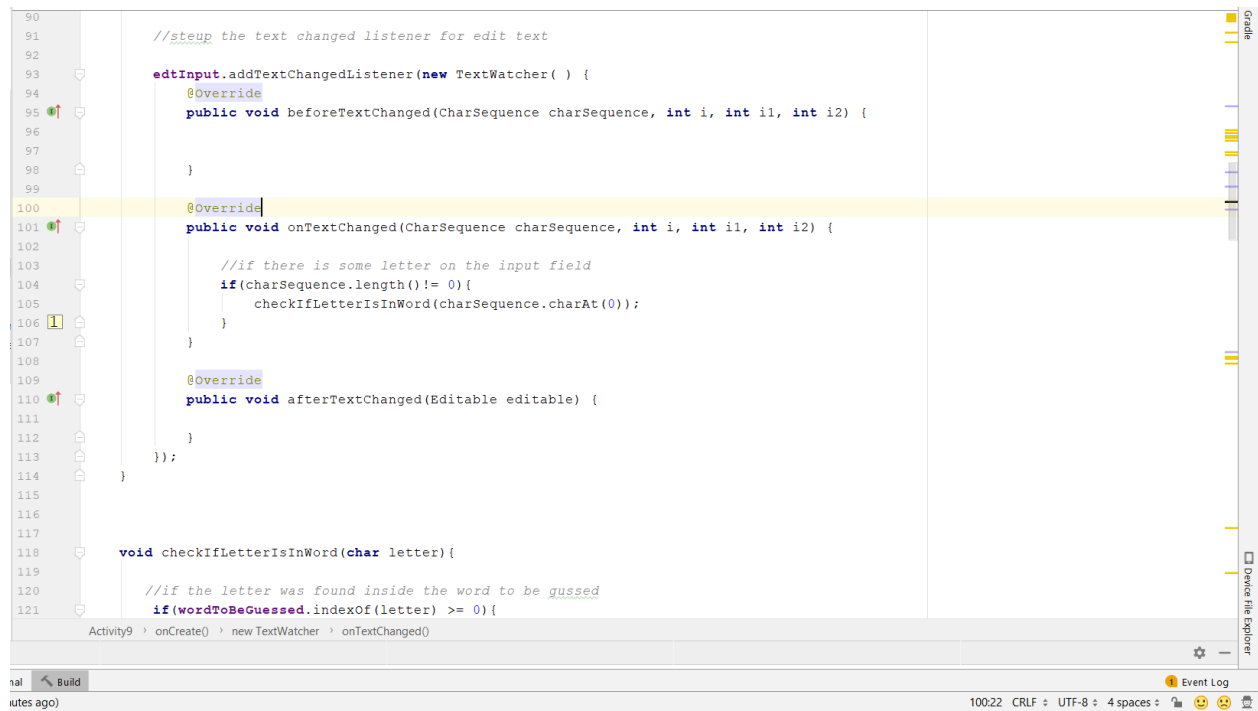 90
91 //steup the text changed listener for edit text
92
93 edtInput.addTextChangedListener(new TextWatcher( ) {
94 @Override
95 public void beforeTextChanged(CharSequence charSequence, int i, int i1, int i2) {
96
97
98 }
99
100 @Override
101 public void onTextChanged(CharSequence charSequence, int i, int i1, int i2) {
102
103 //if there is some letter on the input field
104 if(charSequence.length()!= 0){
105 checkIfLetterIsInWord(charSequence.charAt(0));
106 1 }
107 }
108
109 @Override
110 public void afterTextChanged(Editable editable) {
111
112 }
113 });
114 }
115
116
117
118 void checkIfLetterIsInWord(char letter){
119
120 //if the letter was found inside the word to be gussed
121 if(wordToBeGuessed.indexOf(letter) >= 0){
Activity9 › onCreate() › new TextWatcher › onTextChanged()
nal Build 1 Event Log
utes ago) 100:22 CRLF UTF-8 4 spaces
Gradle
Device File Explorer